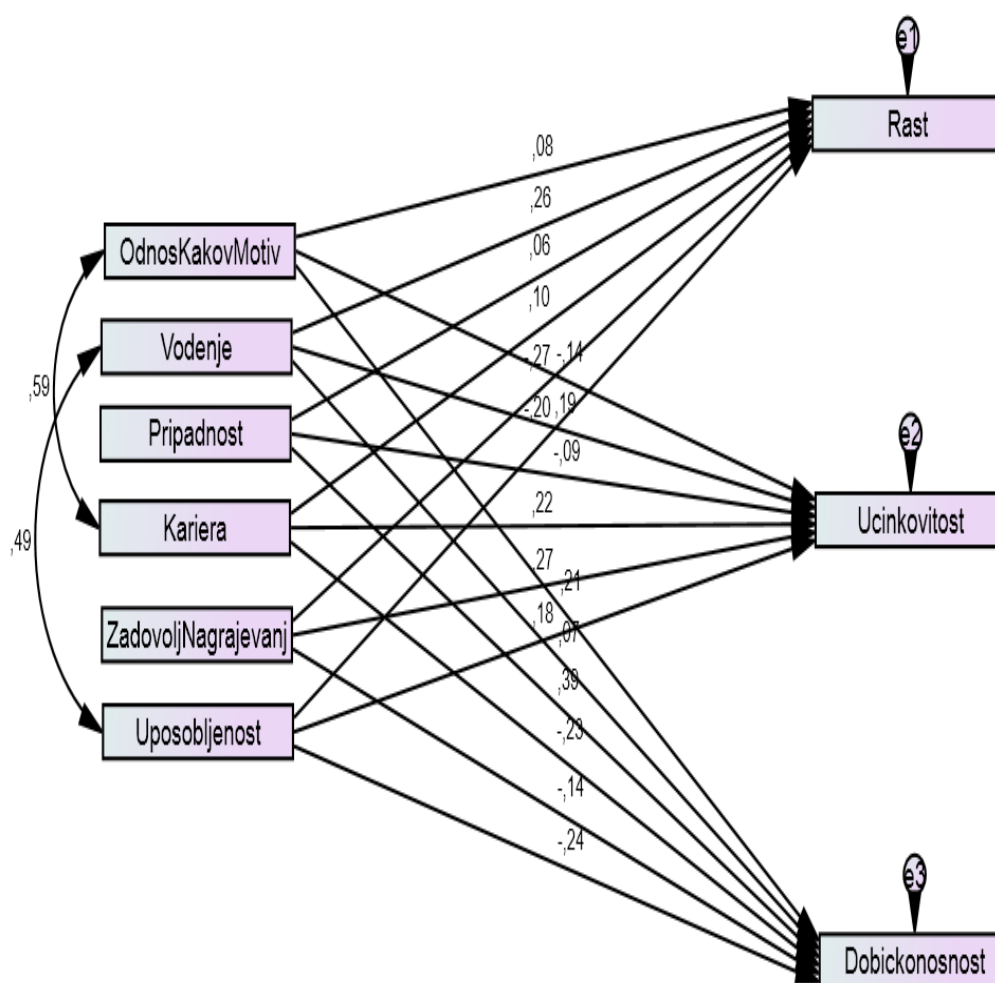 e1
Rast
,08
,26
OdnosKakovMotiv
,06
,10
Vodenje
-,27
-,14
,59
-,20
,19
Pripadnost
e2
-,09
,22
Kariera
Ucinkovitost
,49
,27
,21
,18
ZadovoljNagrajevanj
,07
,39
Uposobljenost
-,23
-,14
-,24
e3
Dobickonosnost